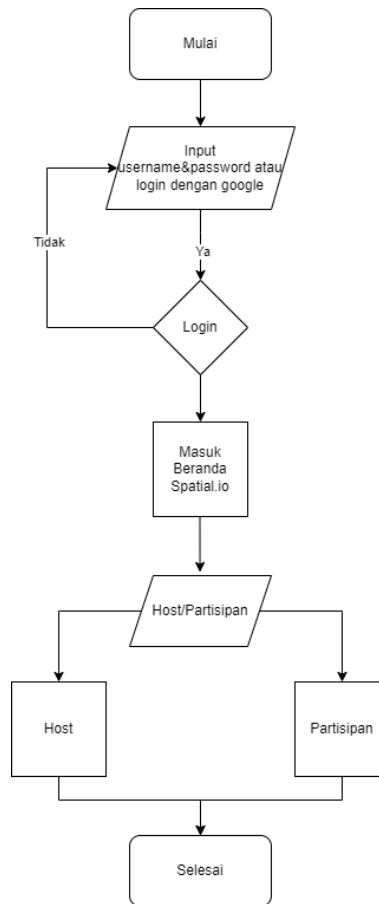 Mulai
Input
username&password atau
login dengan google
Tidak
Ya
Login
Masuk
Beranda
Spatial.io
Host/Partisipan
Host
Partisipan
Selesai